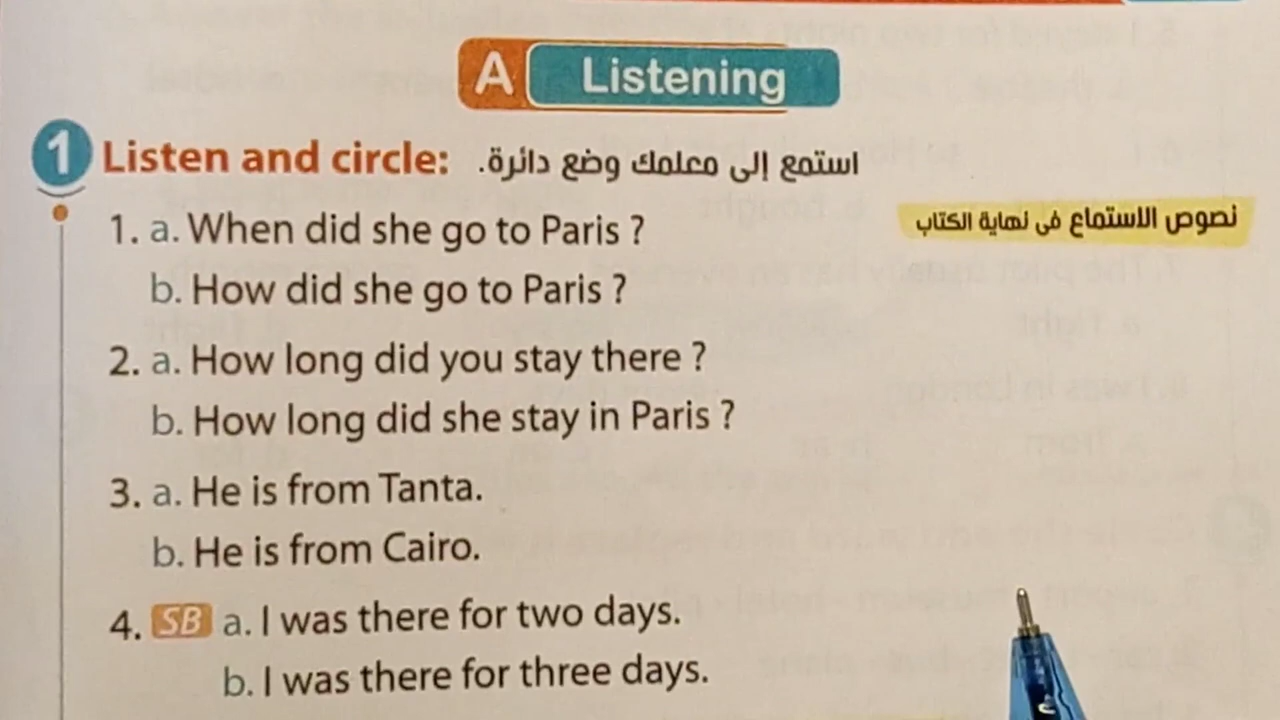 A Listening
1 Listen and circle: استمع إلى معلمك وضع دائرة.
نصوص الاستماع فى نهاية الكتاب
1. a. When did she go to Paris ?
b. How did she go to Paris ?
2. a. How long did you stay there ?
b. How long did she stay in Paris ?
3. a. He is from Tanta.
b. He is from Cairo.
4. SB a. I was there for two days.
b. I was there for three days.